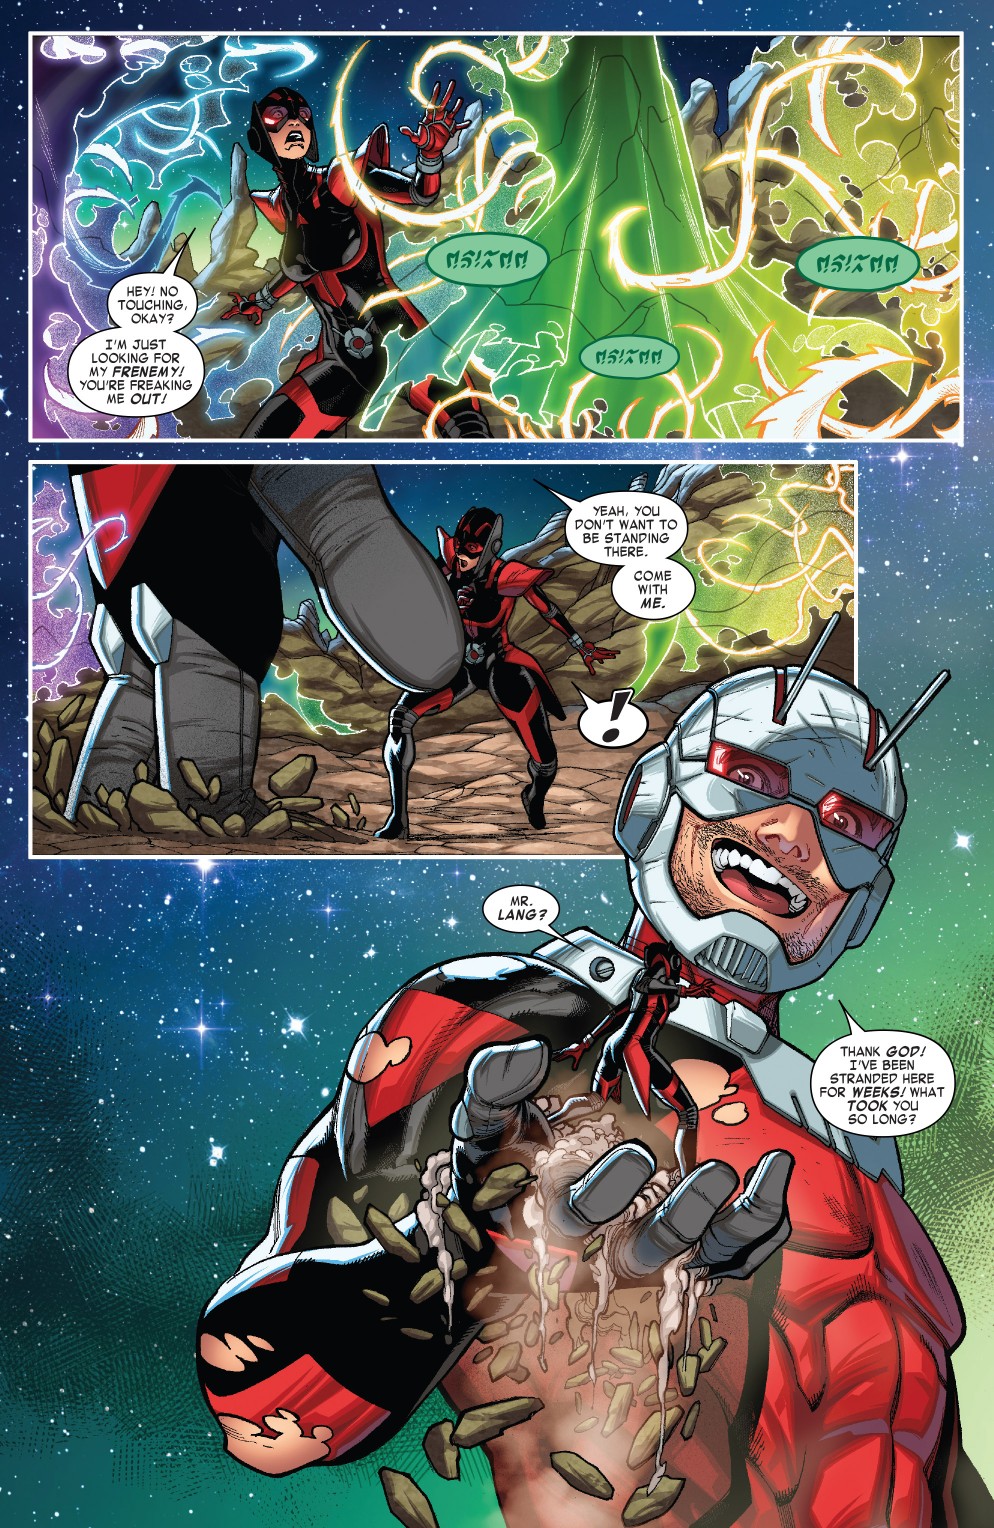 HEY! NO
TOUCHING,
OKAY?
I'M JUST
LOOKING FOR
MY FRENEMY!
YOU'RE FREAKING
ME OUT!
YEAH, YOU
DON'T WANT TO
BE STANDING
THERE.
COME
WITH
ME.
!
MR.
LANG?
THANK GOD!
I'VE BEEN
STRANDED HERE
FOR WEEKS! WHAT
TOOK YOU
SO LONG?